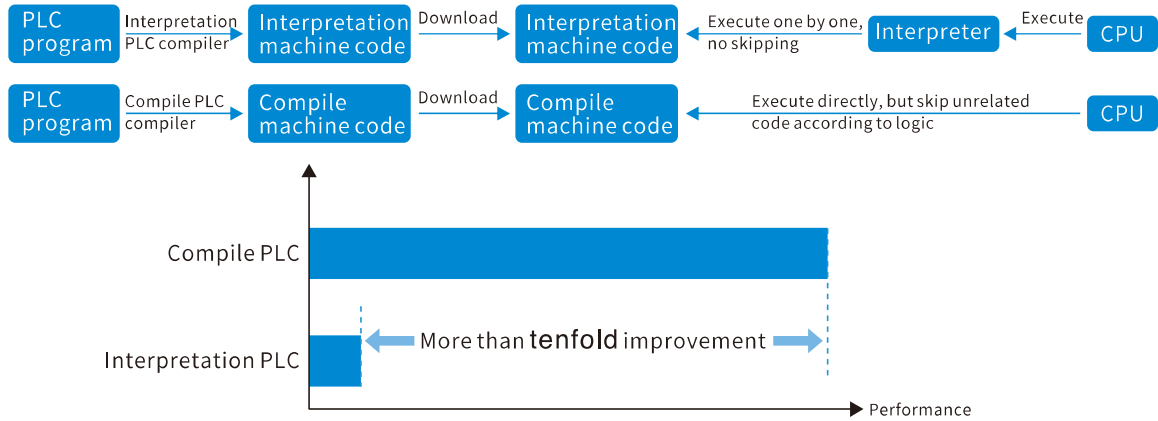 PLC
program
Interpretation
PLC compiler
Interpretation
machine code
Download
Interpretation
machine code
Execute one by one,
no skipping
Interpreter
Execute
CPU
PLC
program
Compile PLC
compiler
Compile
machine code
Download
Compile
machine code
Execute directly, but skip unrelated
code according to logic
CPU
Compile PLC
More than tenfold improvement
Interpretation PLC
Performance